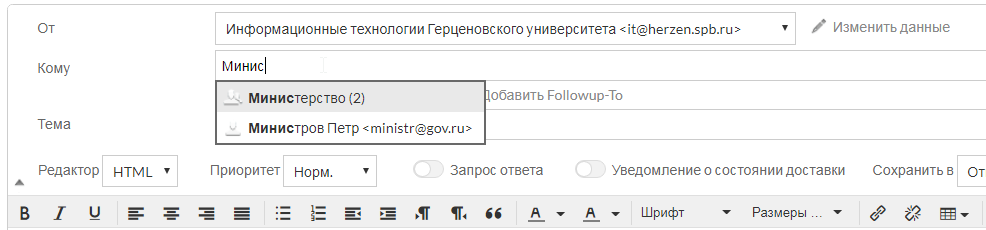 От Информационные технологии Герценовского университета <it@herzen.spb.ru> Изменить данные
Кому Минис
Министерство (2)
Добавить Followup-To
Министров Петр <ministr@gov.ru>
Тема
Редактор HTML Приоритет Норм. Запрос ответа Уведомление о состоянии доставки Сохранить в От
B I U A A Шрифт Размеры ...